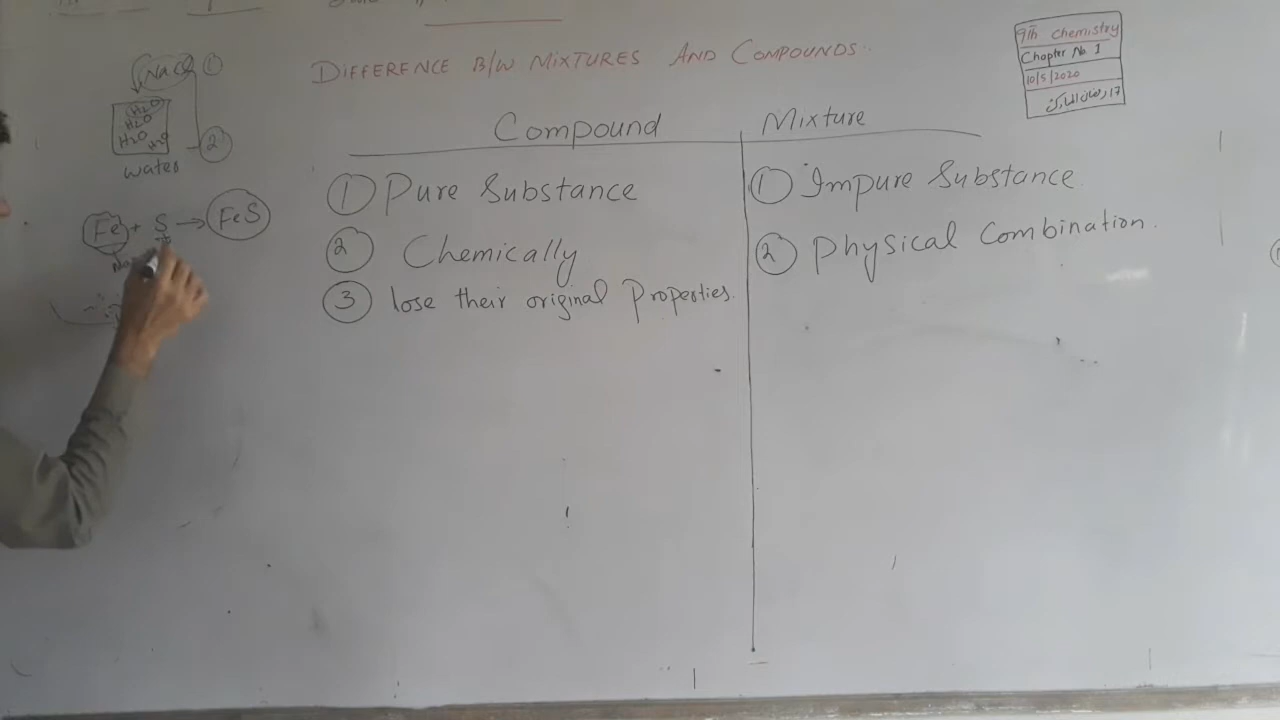 DIFFERENCE B/W MIXTURES AND COMPOUNDS
9th Chemistry
Chapter No. 1
10/5/2020
17 رمضان المبارک
NaCl ①
H2O
H2O
H2O H2O
②
water
Fe + S → FeS
Compound
① Pure Substance
② Chemically
③ lose their original Properties.
Mixture
① Impure Substance
② Physical Combination.